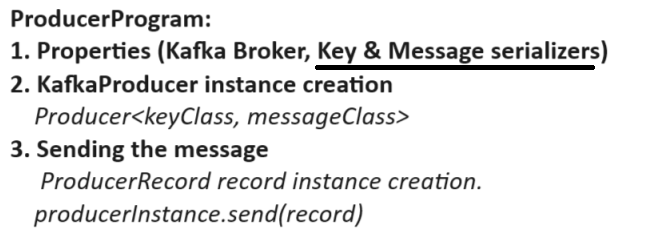 ProducerProgram:
1. Properties (Kafka Broker, Key & Message serializers)
2. KafkaProducer instance creation
Producer<keyClass, messageClass>
3. Sending the message
ProducerRecord record instance creation.
producerInstance.send(record)